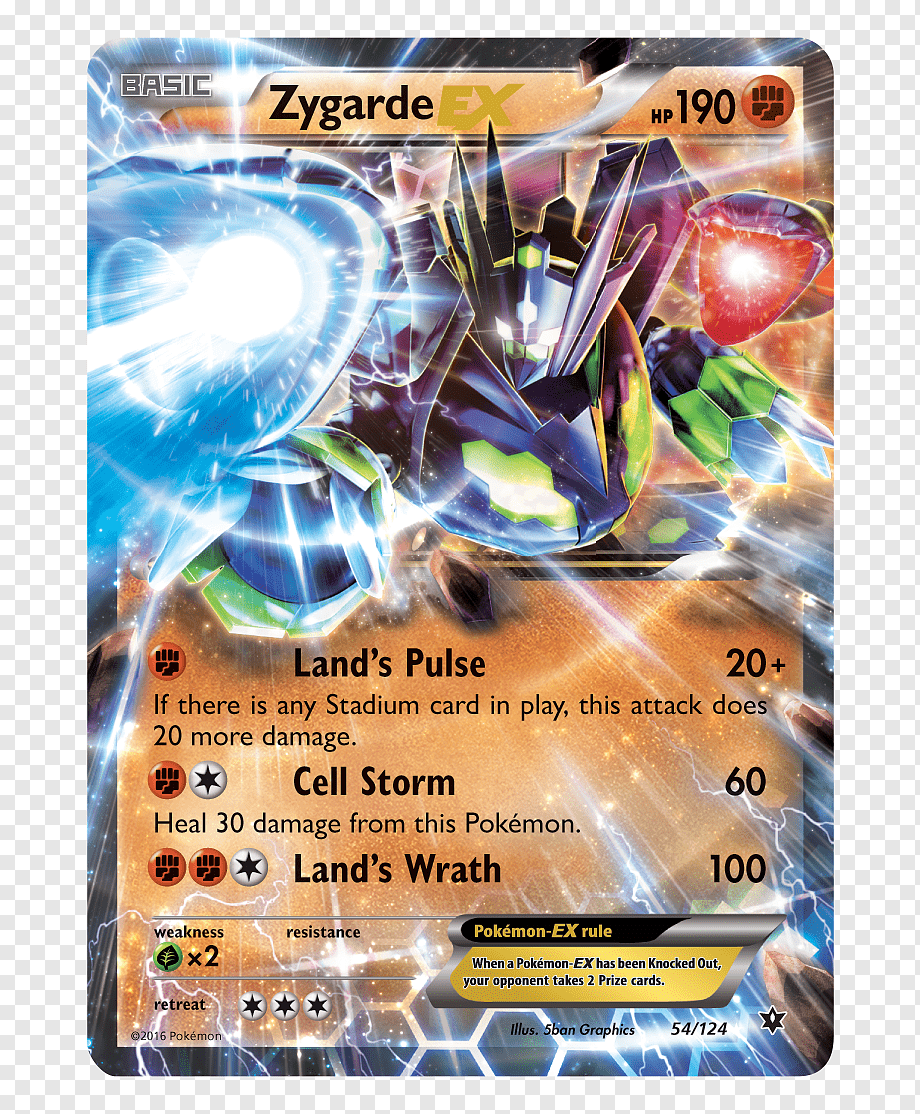 BASIC
Zygarde EX HP190
Land's Pulse 20+
If there is any Stadium card in play, this attack does
20 more damage.
Cell Storm 60
Heal 30 damage from this Pokémon.
Land's Wrath 100
weakness resistance
×2
Pokémon-EX rule
When a Pokémon-EX has been Knocked Out,
your opponent takes 2 Prize cards.
retreat
Illus. 5ban Graphics 54/124
©2016 Pokémon